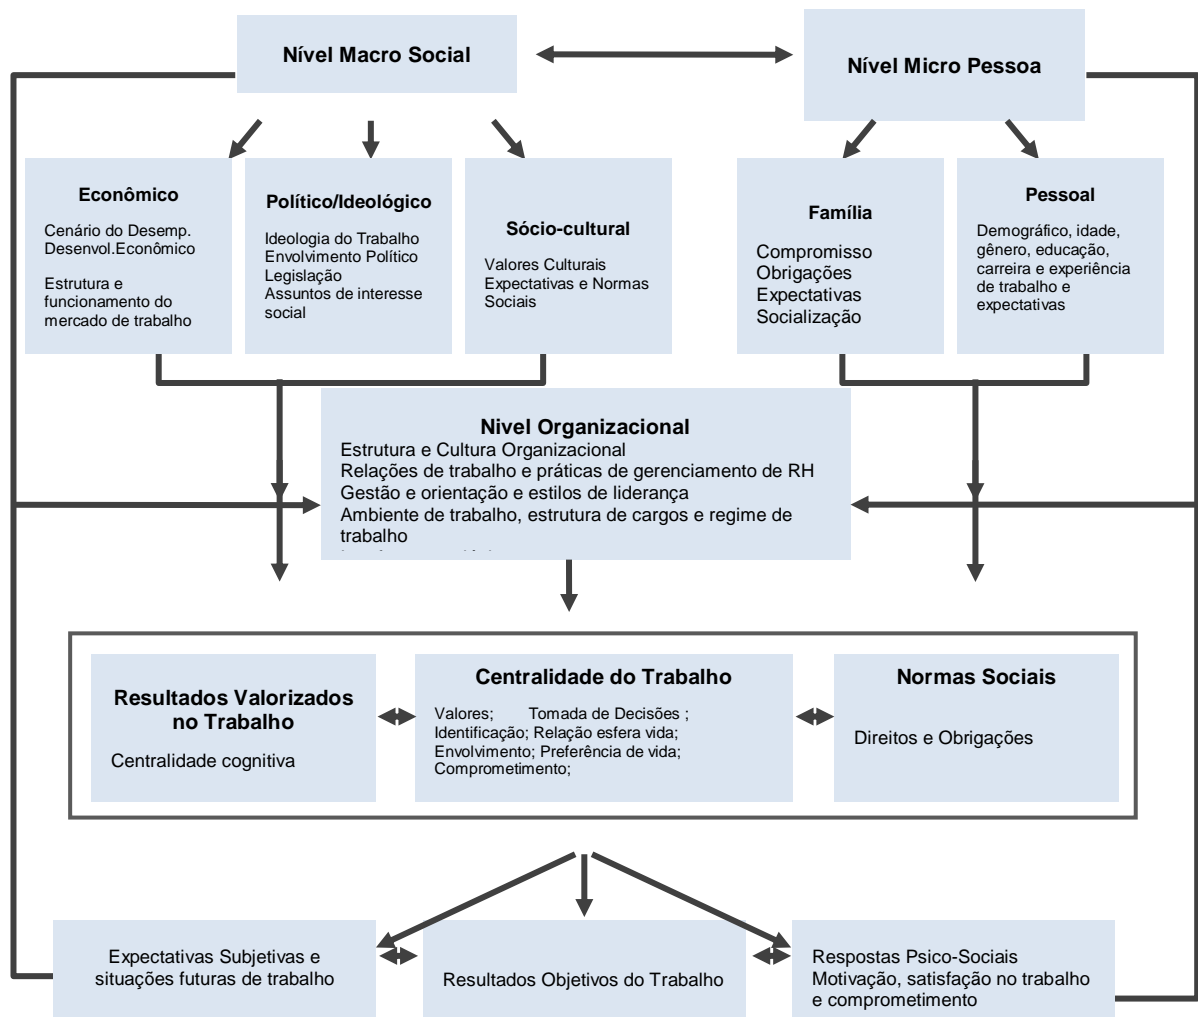 Nível Macro Social
Nível Micro Pessoa
Econômico
Cenário do Desemp.
Desenvol.Econômico
Estrutura e
funcionamento do
mercado de trabalho
Político/Ideológico
Ideologia do Trabalho
Envolvimento Político
Legislação
Assuntos de interesse
social
Sócio-cultural
Valores Culturais
Expectativas e Normas
Sociais
Família
Compromisso
Obrigações
Expectativas
Socialização
Pessoal
Demográfico, idade,
gênero, educação,
carreira e experiência
de trabalho e
expectativas
Nivel Organizacional
Estrutura e Cultura Organizacional
Relações de trabalho e práticas de gerenciamento de RH
Gestão e orientação e estilos de liderança
Ambiente de trabalho, estrutura de cargos e regime de
trabalho
Resultados Valorizados
no Trabalho
Centralidade cognitiva
Centralidade do Trabalho
Valores; Tomada de Decisões ;
Identificação; Relação esfera vida;
Envolvimento; Preferência de vida;
Comprometimento;
Normas Sociais
Direitos e Obrigações
Expectativas Subjetivas e
situações futuras de trabalho
Resultados Objetivos do Trabalho
Respostas Psico-Sociais
Motivação, satisfação no trabalho
e comprometimento